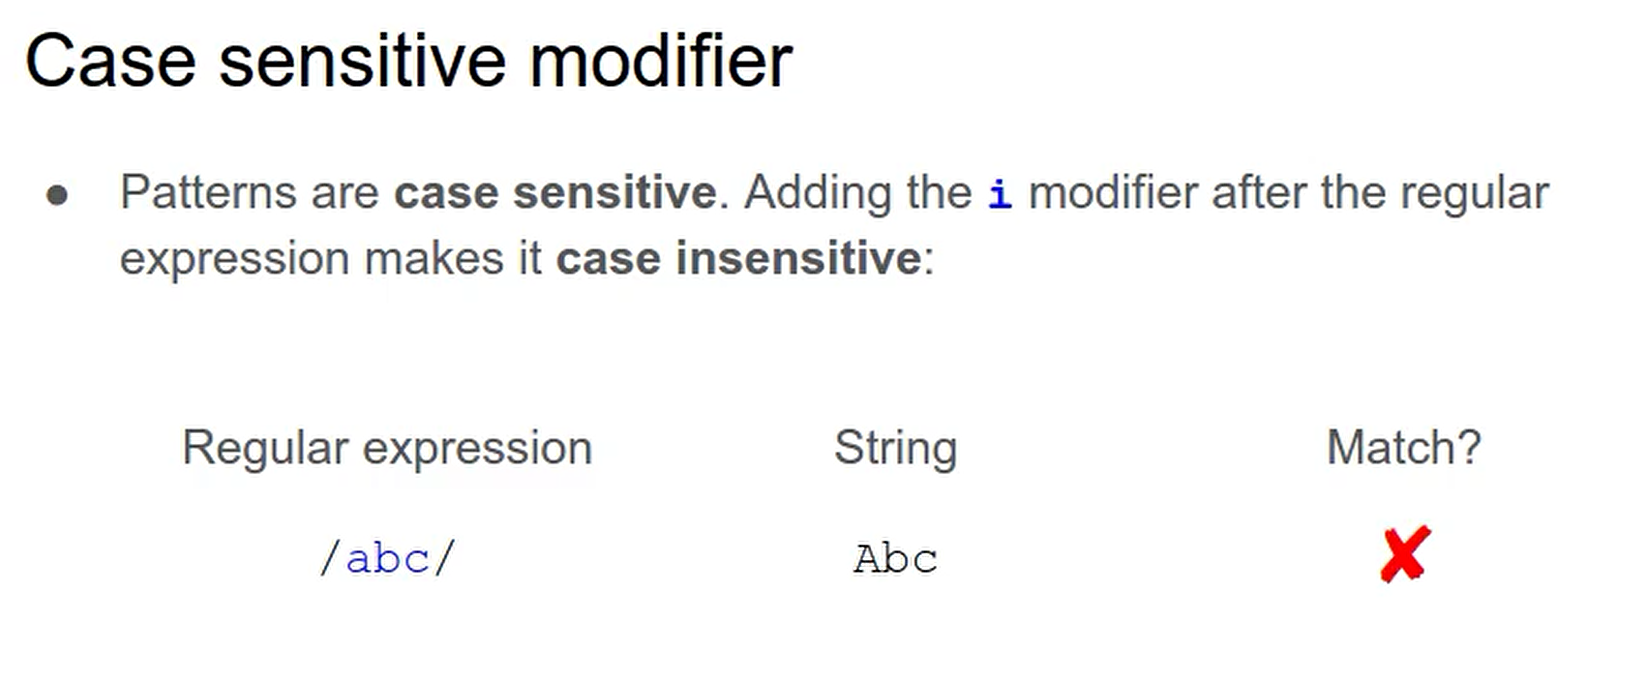 Case sensitive modifier
● Patterns are case sensitive. Adding the i modifier after the regular
expression makes it case insensitive:
Regular expression String Match?
/abc/ Abc ✘